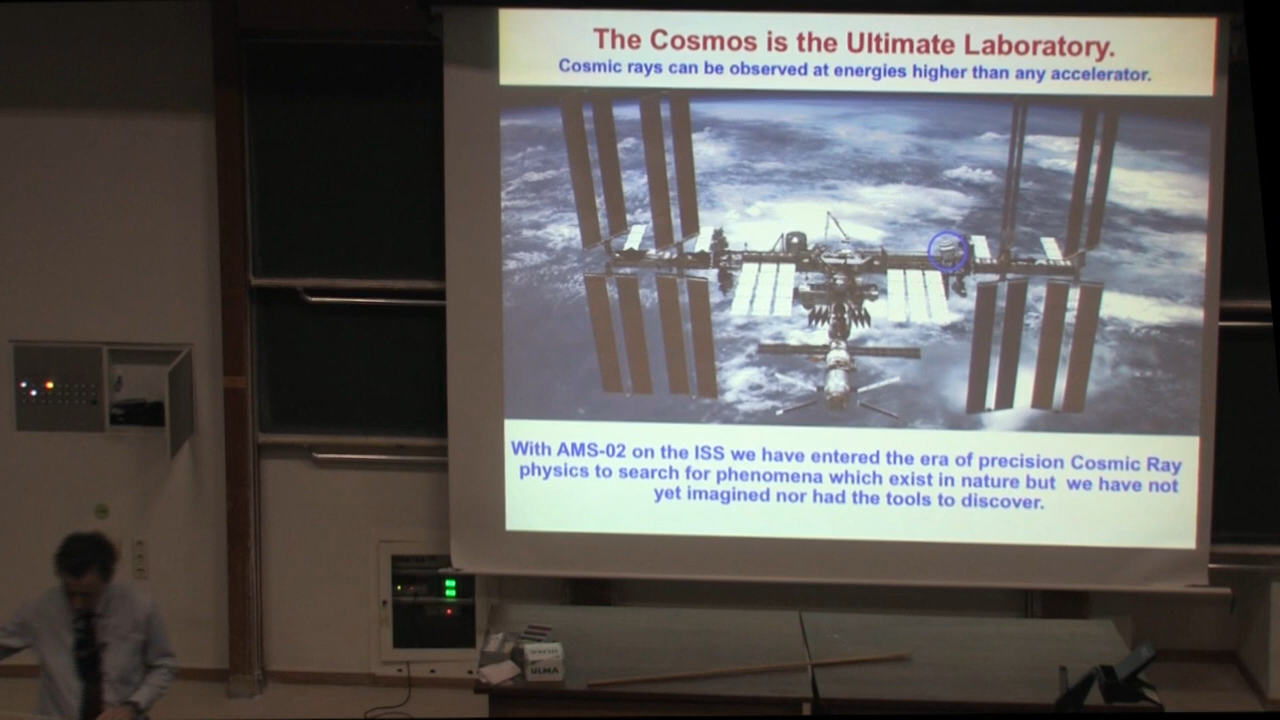 The Cosmos is the Ultimate Laboratory.
Cosmic rays can be observed at energies higher than any accelerator.
With AMS-02 on the ISS we have entered the era of precision Cosmic Ray
physics to search for phenomena which exist in nature but we have not
yet imagined nor had the tools to discover.
ULMA